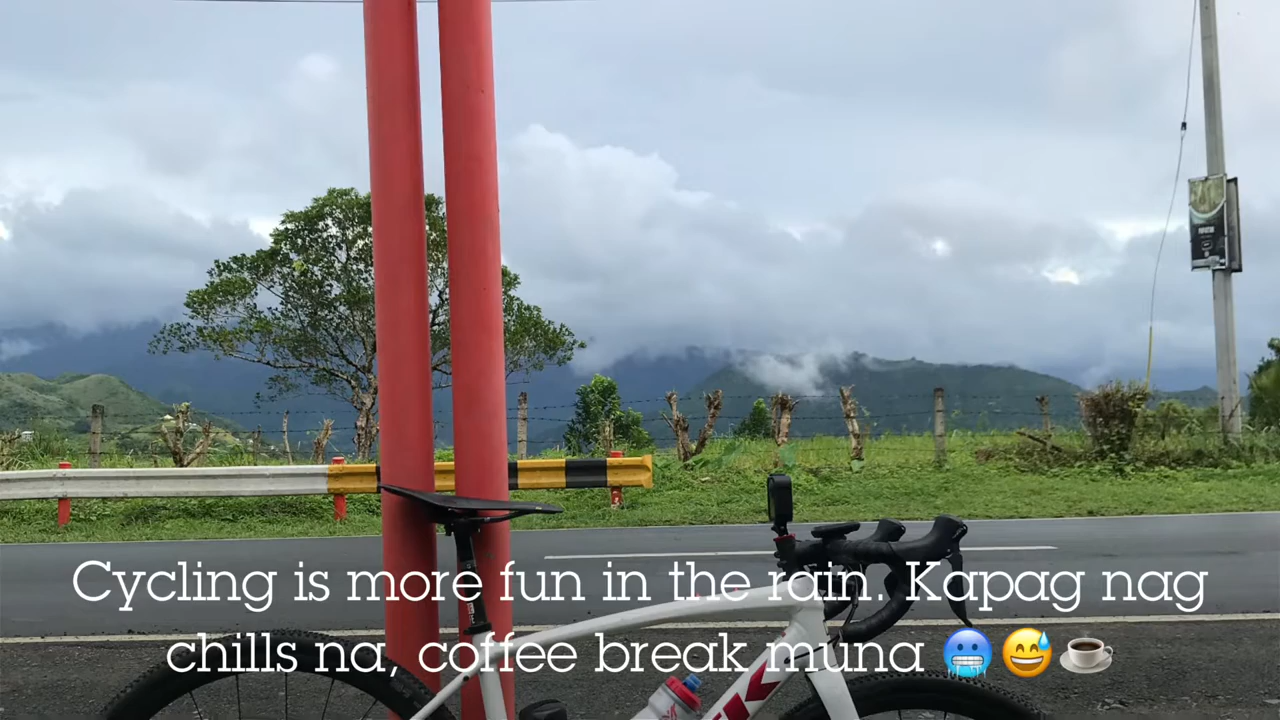 Cycling is more fun in the rain. Kapag nag
chills na, coffee break muna 🥶 😅 ☕